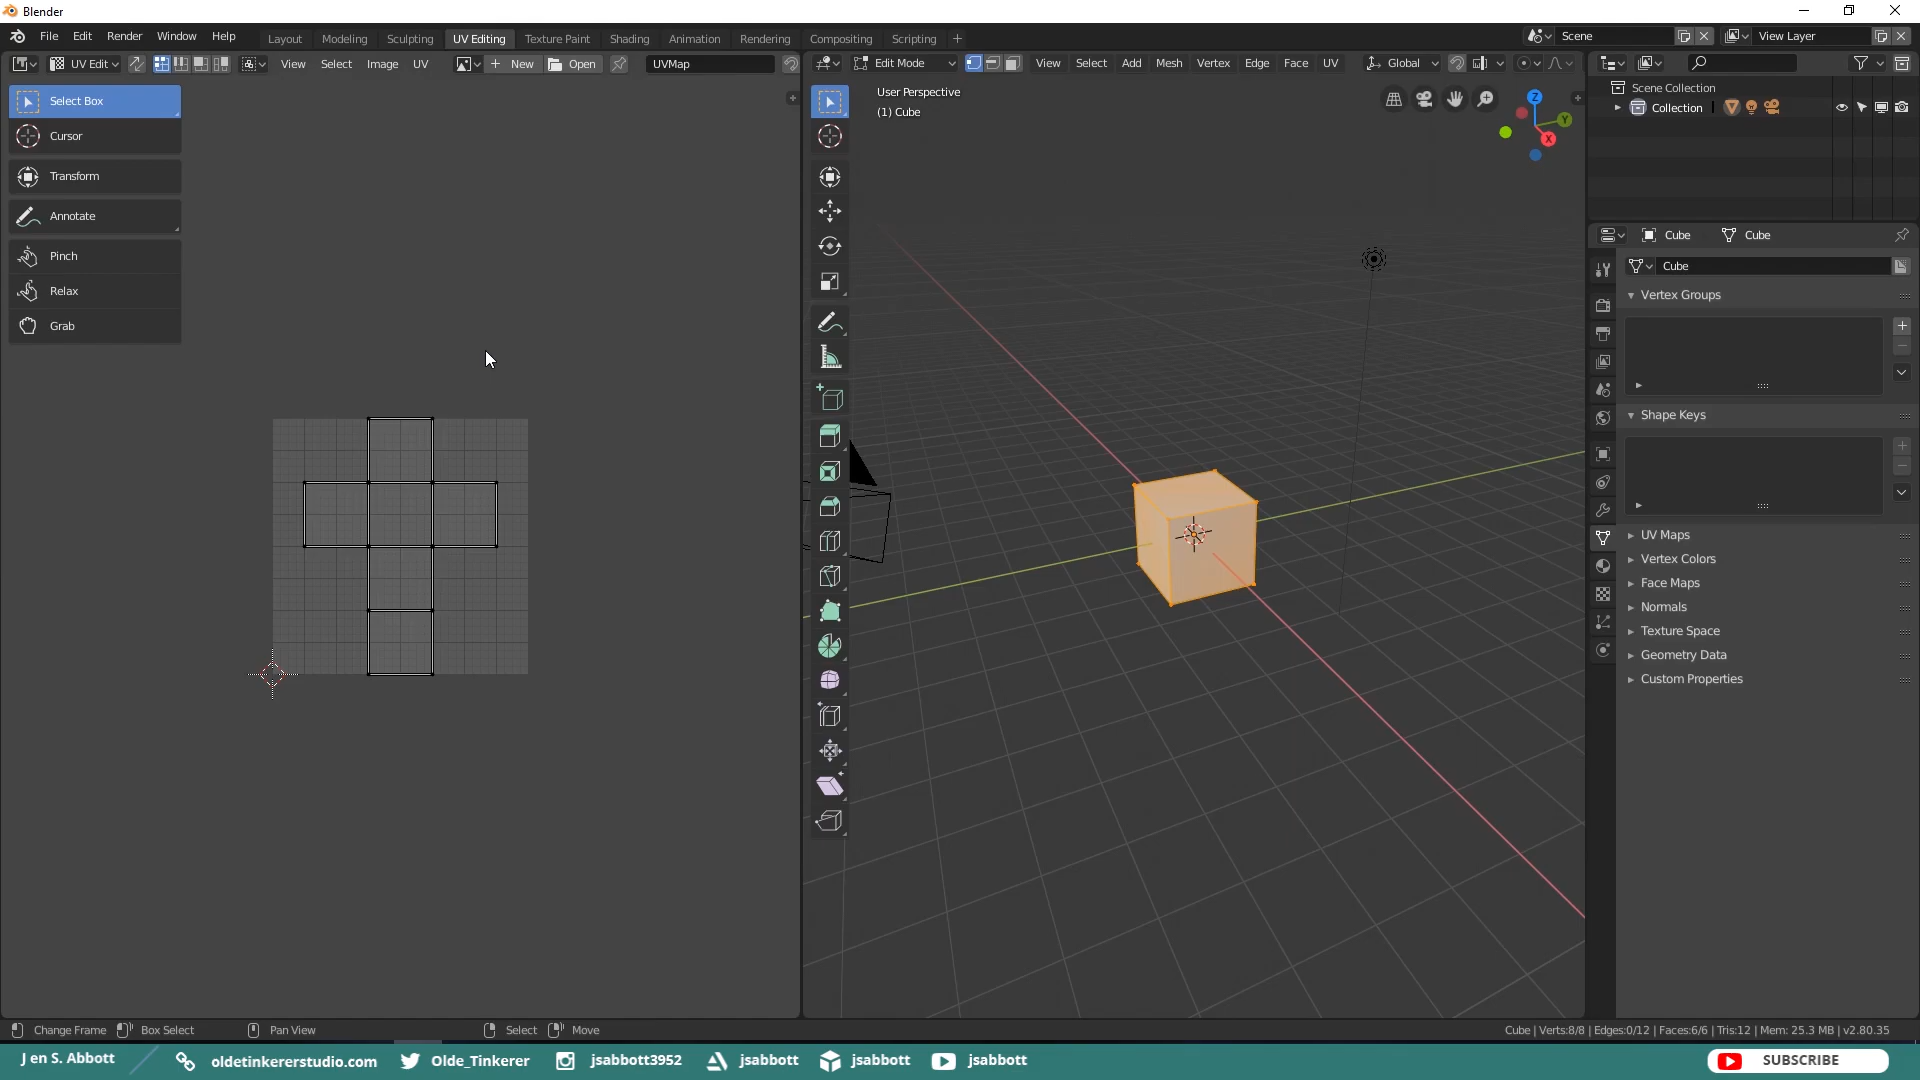 Blender
File Edit Render Window Help Layout Modeling Sculpting UV Editing Texture Paint Shading Animation Rendering Compositing Scripting + Scene View Layer
UV Edit View Select Image UV New Open UVMap Edit Mode View Select Add Mesh Vertex Edge Face UV Global
Select Box
Cursor
Transform
Annotate
Pinch
Relax
Grab
User Perspective
(1) Cube
Z
Y
X
Scene Collection
Collection
Cube Cube
Cube
Vertex Groups
Shape Keys
UV Maps
Vertex Colors
Face Maps
Normals
Texture Space
Geometry Data
Custom Properties
Change Frame Box Select Pan View Select Move Cube | Verts:8/8 | Edges:0/12 | Faces:6/6 | Tris:12 | Mem: 25.3 MB | v2.80.35
J en S. Abbott oldetinkererstudio.com Olde_Tinkerer jsabbott3952 jsabbott jsabbott jsabbott SUBSCRIBE